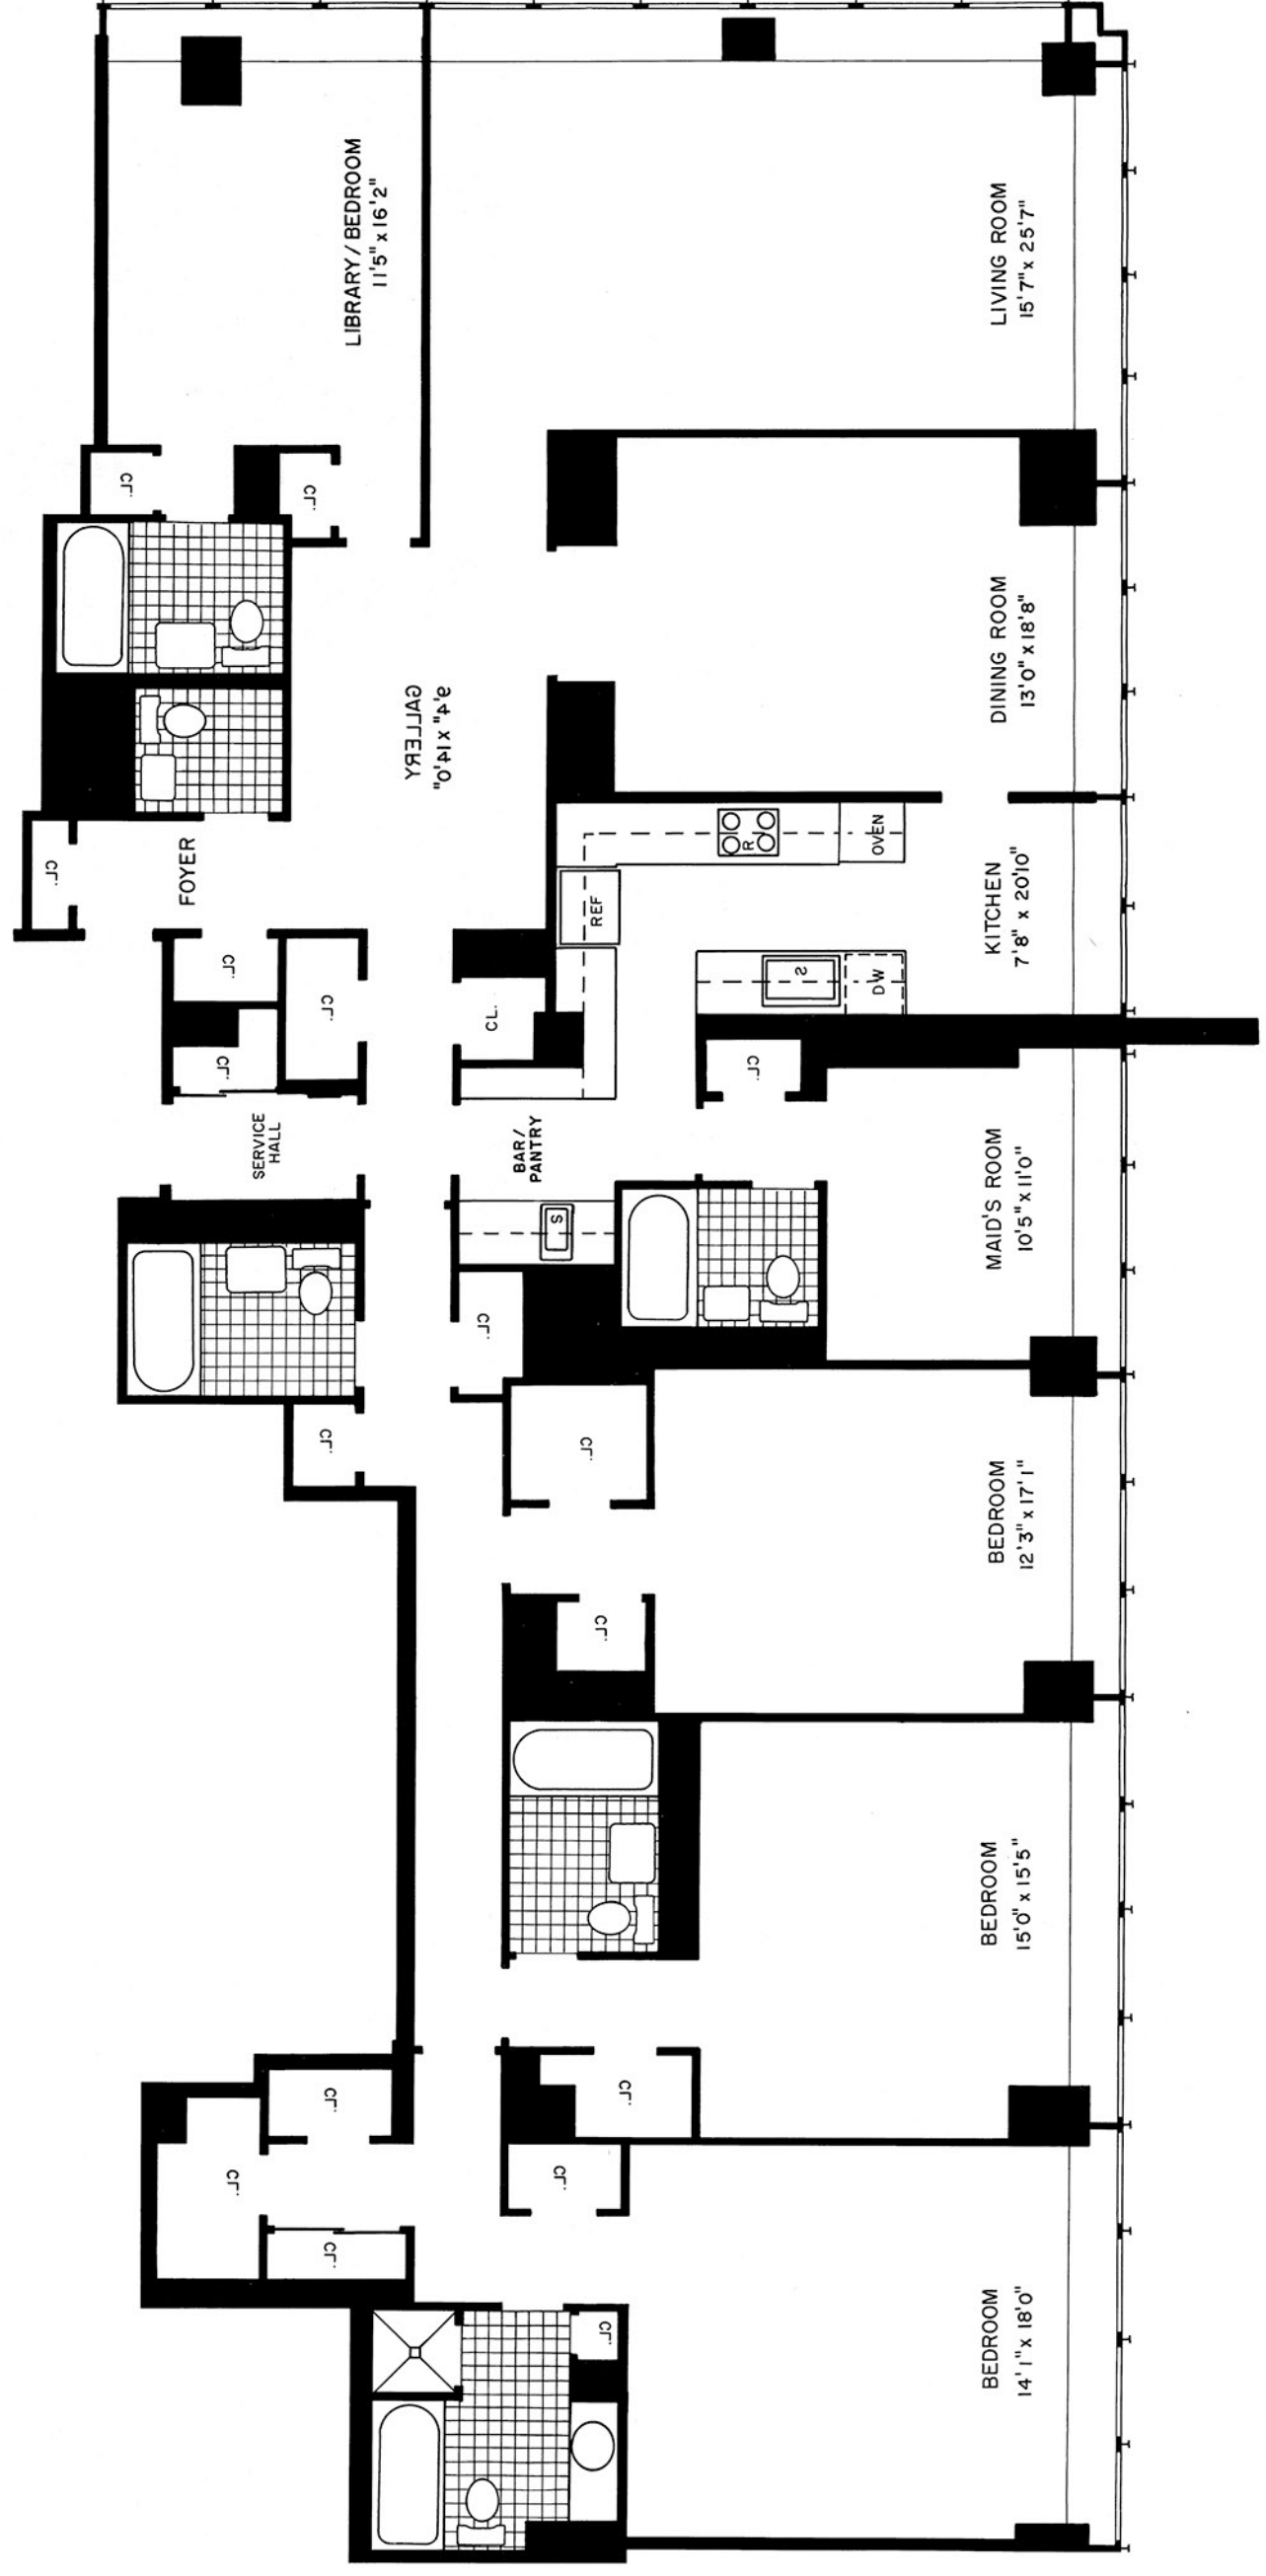 LIBRARY/BEDROOM
11'5" x 16'2"
LIVING ROOM
15'7" x 25'7"
CL.
CL.
DINING ROOM
13'0" x 18'8"
GALLERY
9'4" x 14'0"
CL.
FOYER
R
OVEN
REF
KITCHEN
7'8" x 20'10"
S
DW
CL.
CL.
CL.
CL.
CL.
SERVICE
HALL
BAR/
PANTRY
MAID'S ROOM
10'5" x 11'0"
S
CL.
CL.
CL.
BEDROOM
12'3" x 17'1"
CL.
BEDROOM
15'0" x 15'5"
CL.
CL.
CL.
CL.
CL.
CL.
BEDROOM
14'1" x 18'0"